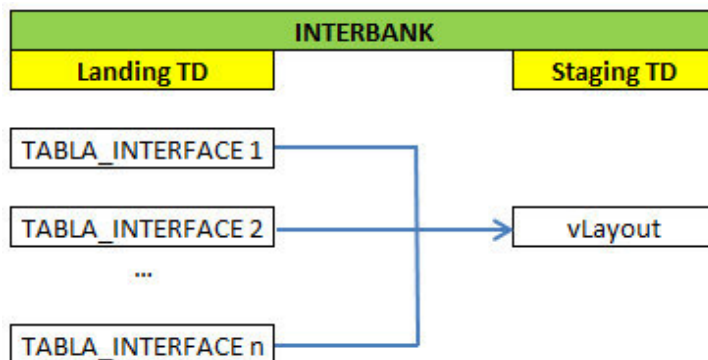 INTERBANK
Landing TD
Staging TD
TABLA_INTERFACE 1
TABLA_INTERFACE 2
vLayout
...
TABLA_INTERFACE n